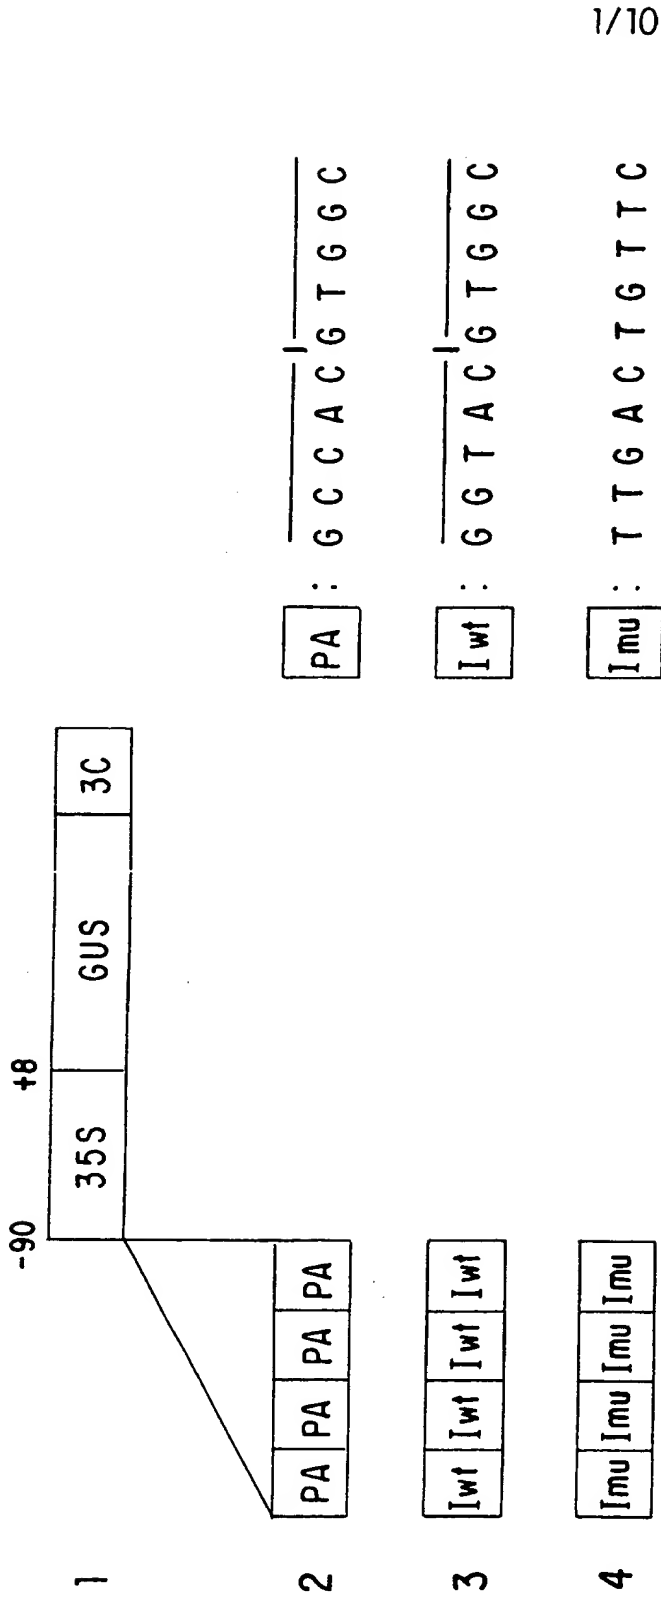 1/10
-90 +8
1 35S GUS 3C
2 PA PA PA PA PA : G C C A C G T G G C
3 Iwt Iwt Iwt Iwt Iwt : G G T A C G T G G C
4 Imu Imu Imu Imu Imu : T T G A C T G T T C